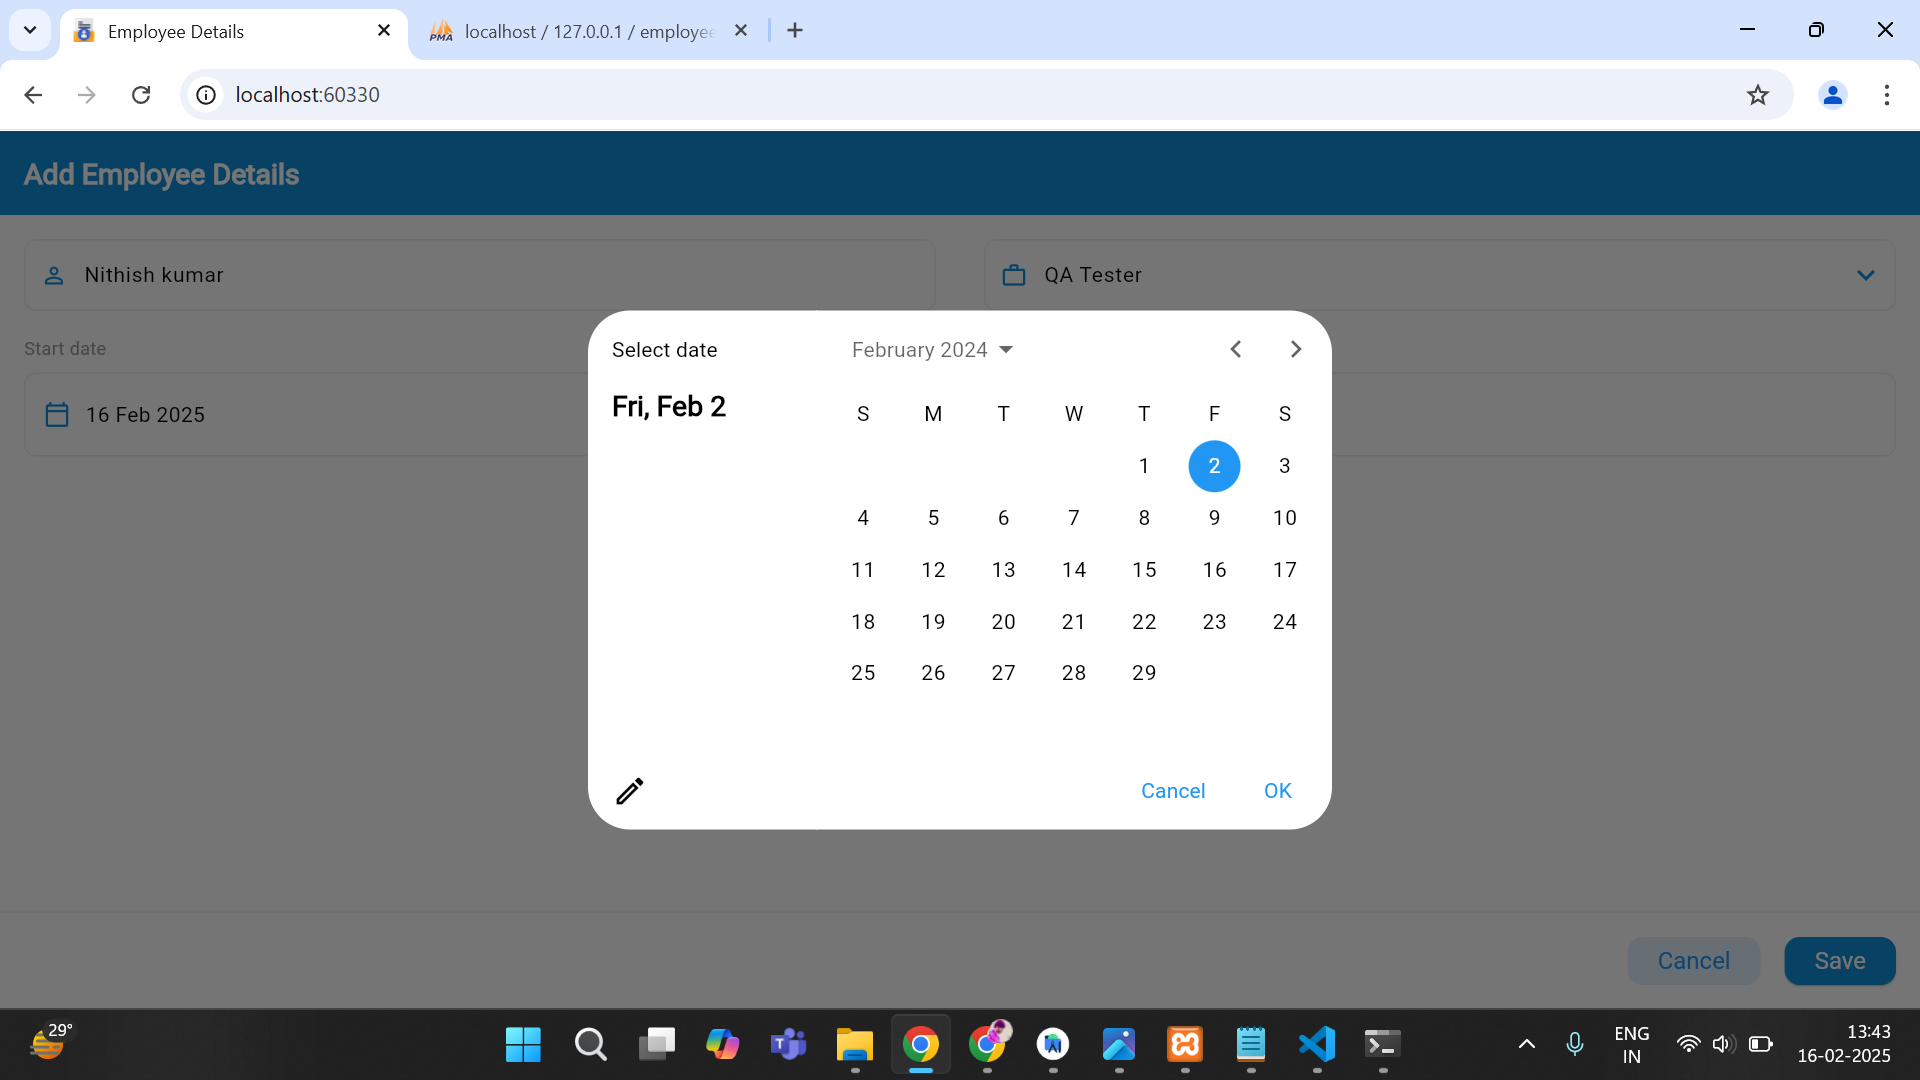 Employee Details
localhost / 127.0.0.1 / employee
localhost:60330
Add Employee Details
Nithish kumar
QA Tester
Start date
16 Feb 2025
Select date
Fri, Feb 2
February 2024
S M T W T F S
1 2 3
4 5 6 7 8 9 10
11 12 13 14 15 16 17
18 19 20 21 22 23 24
25 26 27 28 29
Cancel OK
Cancel Save
29°
ENG
IN
13:43
16-02-2025